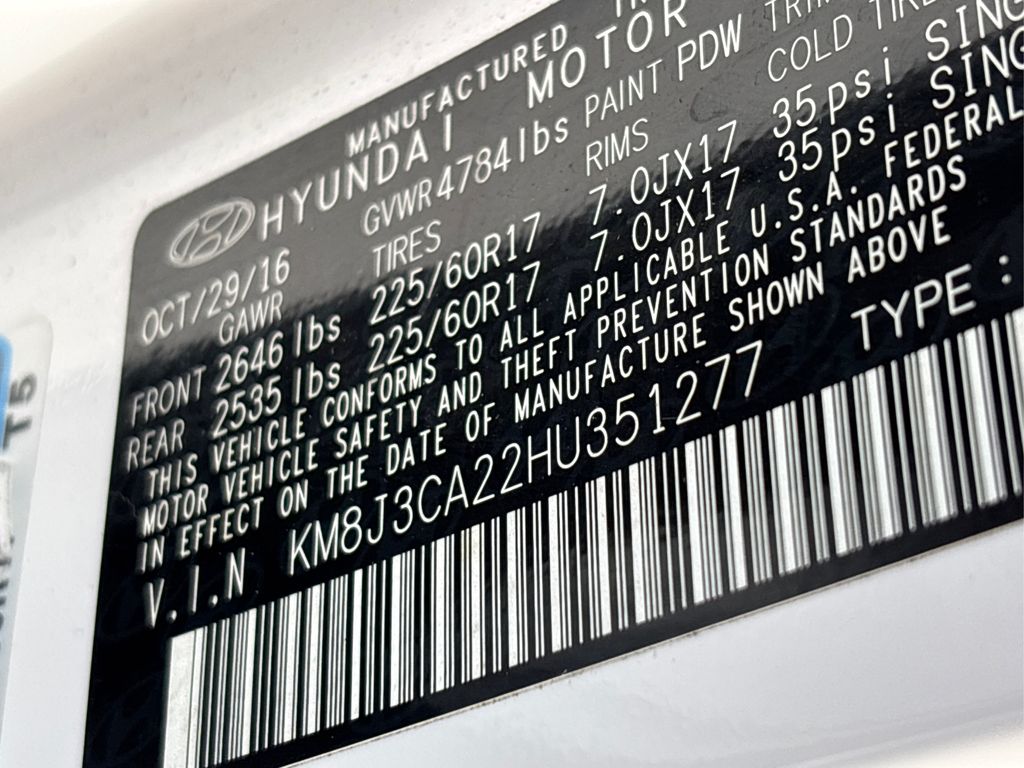 MANUFACTURED
HYUNDAI MOTOR
OCT/29/16 GVWR 4784lbs PAINT PDW TRIM
GAWR TIRES RIMS COLD TIRE
FRONT 2646 lbs 225/60R17 7.0JX17 35psi SING
REAR 2535 lbs 225/60R17 7.0JX17 35psi SING
THIS VEHICLE CONFORMS TO ALL APPLICABLE U.S.A. FEDERAL
MOTOR VEHICLE SAFETY AND THEFT PREVENTION STANDARDS
IN EFFECT ON THE DATE OF MANUFACTURE SHOWN ABOVE
V.I.N KM8J3CA22HU351277 TYPE :
T5